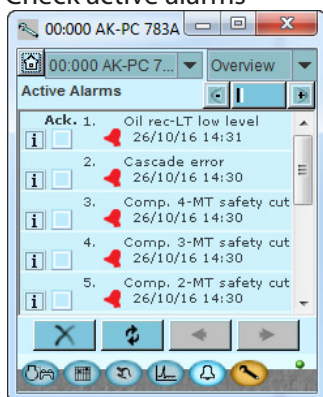 Check active alarms
00:000 AK-PC 783A
00:000 AK-PC 7... Overview
Active Alarms
Ack. 1. Oil rec-LT low level
26/10/16 14:31
2. Cascade error
26/10/16 14:30
3. Comp. 4-MT safety cut
26/10/16 14:30
4. Comp. 3-MT safety cut
26/10/16 14:30
5. Comp. 2-MT safety cut
26/10/16 14:30